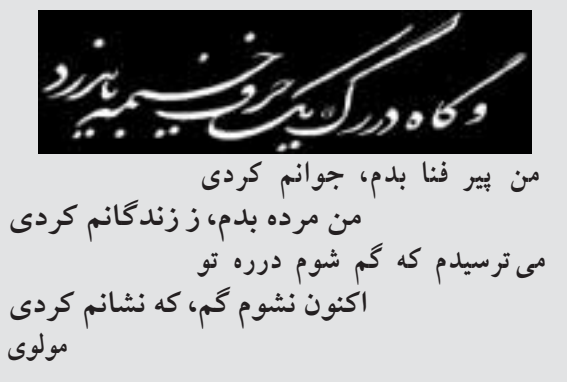 و گاه در رگ یک حرف خیمه باید زد
من پیر فنا بدم، جوانم کردی
من مرده بدم، ز زندگانم کردی
می‌ترسیدم که گم شوم درره تو
اکنون نشوم گم، که نشانم کردی
مولوی